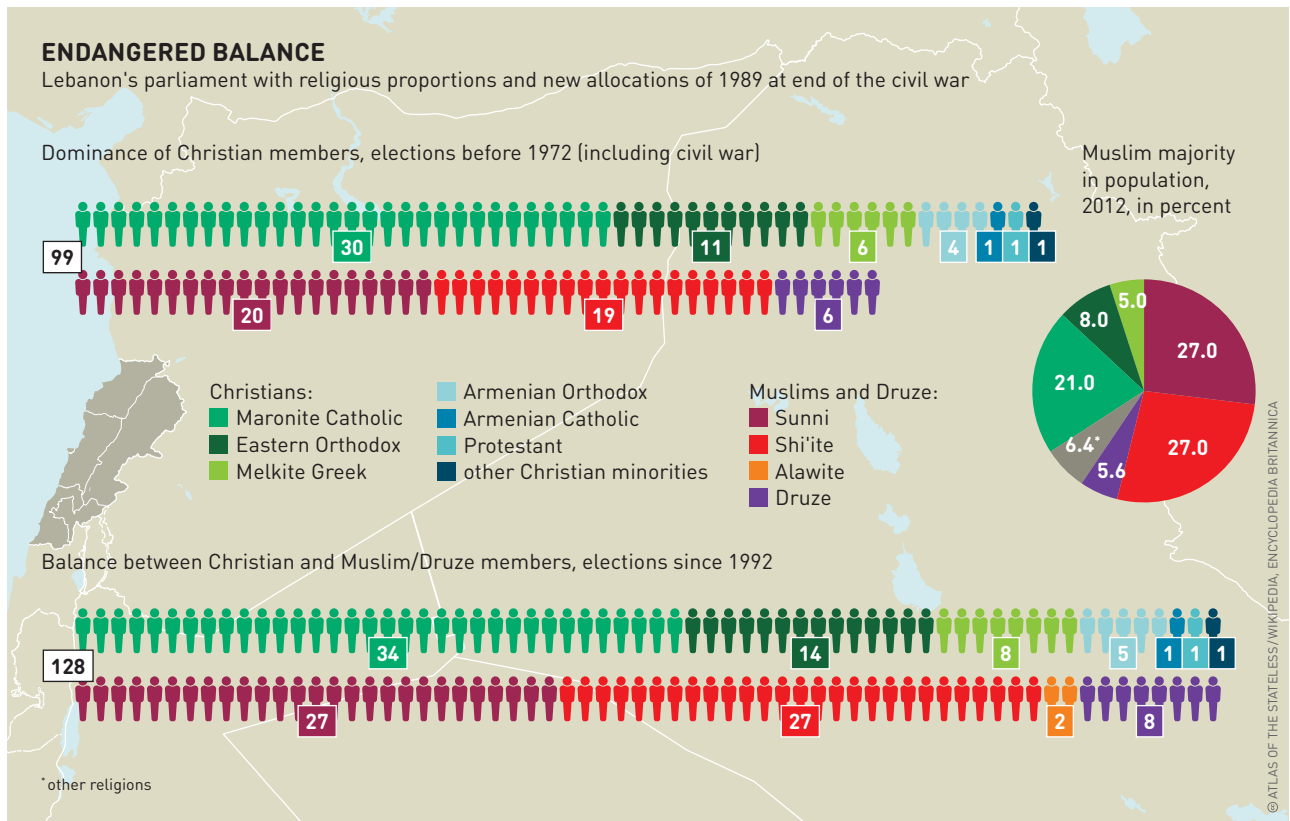 ENDANGERED BALANCE
Lebanon's parliament with religious proportions and new allocations of 1989 at end of the civil war
Dominance of Christian members, elections before 1972 (including civil war)
99
30
11
6
4
1
1
1
20
19
6
Muslim majority
in population,
2012, in percent
27.0
27.0
5.6
6.4*
21.0
8.0
5.0
Christians:
Maronite Catholic
Eastern Orthodox
Melkite Greek
Armenian Orthodox
Armenian Catholic
Protestant
other Christian minorities
Muslims and Druze:
Sunni
Shi'ite
Alawite
Druze
Balance between Christian and Muslim/Druze members, elections since 1992
128
34
14
8
5
1
1
1
27
27
2
8
*other religions
cc ATLAS OF THE STATELESS/WIKIPEDIA, ENCYCLOPEDIA BRITANNICA